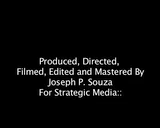 Produced, Directed,
Filmed, Edited and Mastered By
Joseph P. Souza
For Strategic Media::